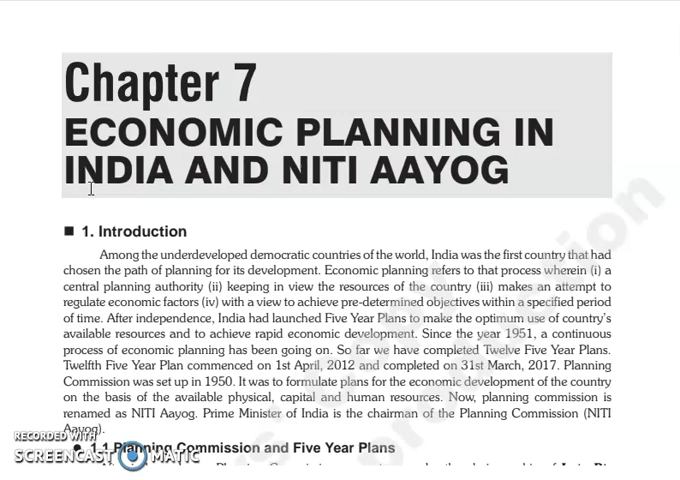 Chapter 7
ECONOMIC PLANNING IN
INDIA AND NITI AAYOG
■ 1. Introduction
Among the underdeveloped democratic countries of the world, India was the first country that had
chosen the path of planning for its development. Economic planning refers to that process wherein (i) a
central planning authority (ii) keeping in view the resources of the country (iii) makes an attempt to
regulate economic factors (iv) with a view to achieve pre-determined objectives within a specified period
of time. After independence, India had launched Five Year Plans to make the optimum use of country's
available resources and to achieve rapid economic development. Since the year 1951, a continuous
process of economic planning has been going on. So far we have completed Twelve Five Year Plans.
Twelfth Five Year Plan commenced on 1st April, 2012 and completed on 31st March, 2017. Planning
Commission was set up in 1950. It was to formulate plans for the economic development of the country
on the basis of the available physical, capital and human resources. Now, planning commission is
renamed as NITI Aayog. Prime Minister of India is the chairman of the Planning Commission (NITI
Aayog).
● 1.1 Planning Commission and Five Year Plans
RECORDED WITH
SCREENCAST MATIC